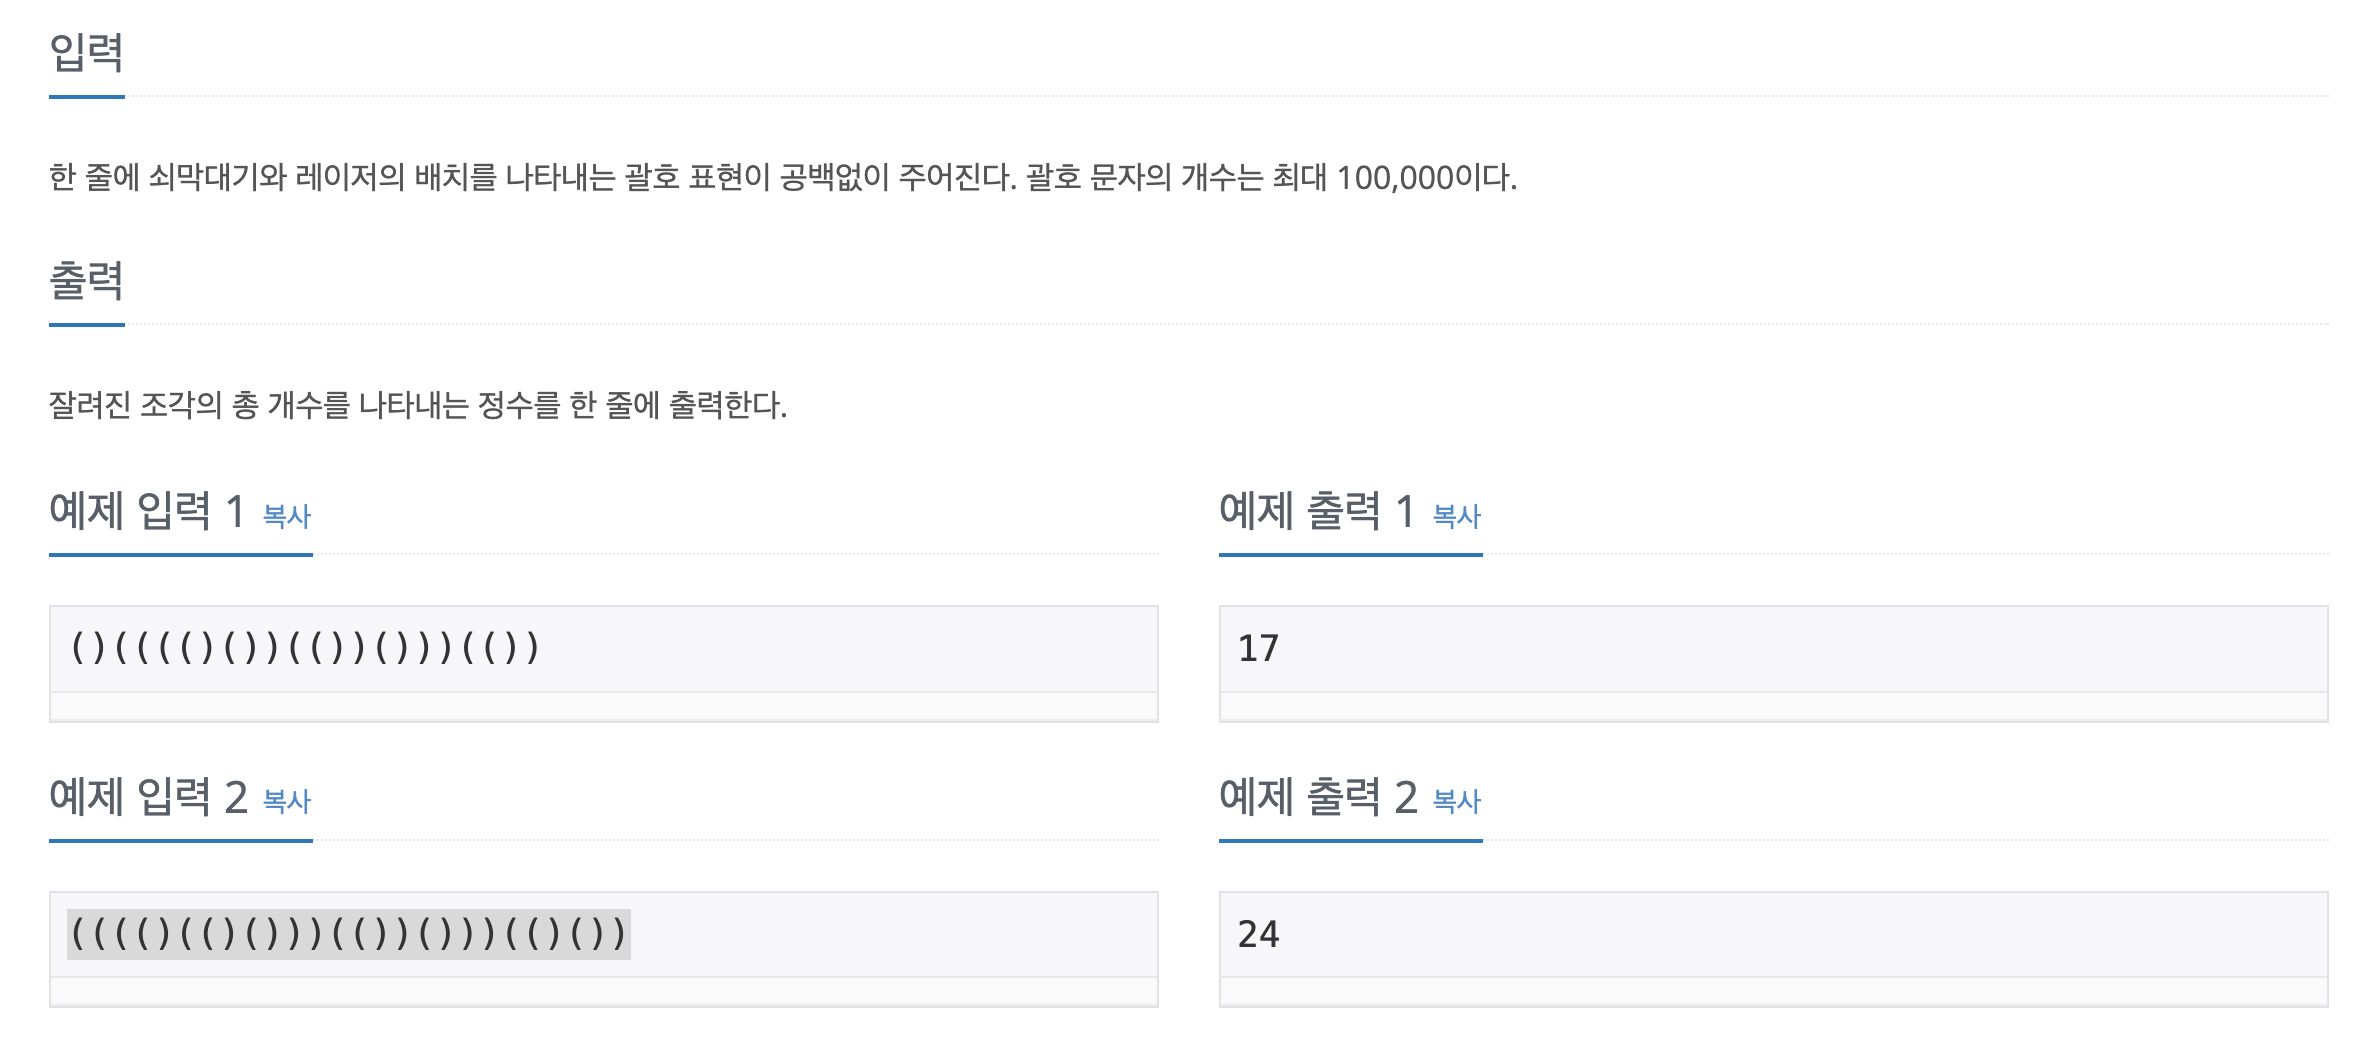 입력
한 줄에 쇠막대기와 레이저의 배치를 나타내는 괄호 표현이 공백없이 주어진다. 괄호 문자의 개수는 최대 100,000이다.
출력
잘려진 조각의 총 개수를 나타내는 정수를 한 줄에 출력한다.
예제 입력 1 복사
()(((()())(())()))(())
예제 출력 1 복사
17
예제 입력 2 복사
(((()(()()))(())()))(()())
예제 출력 2 복사
24